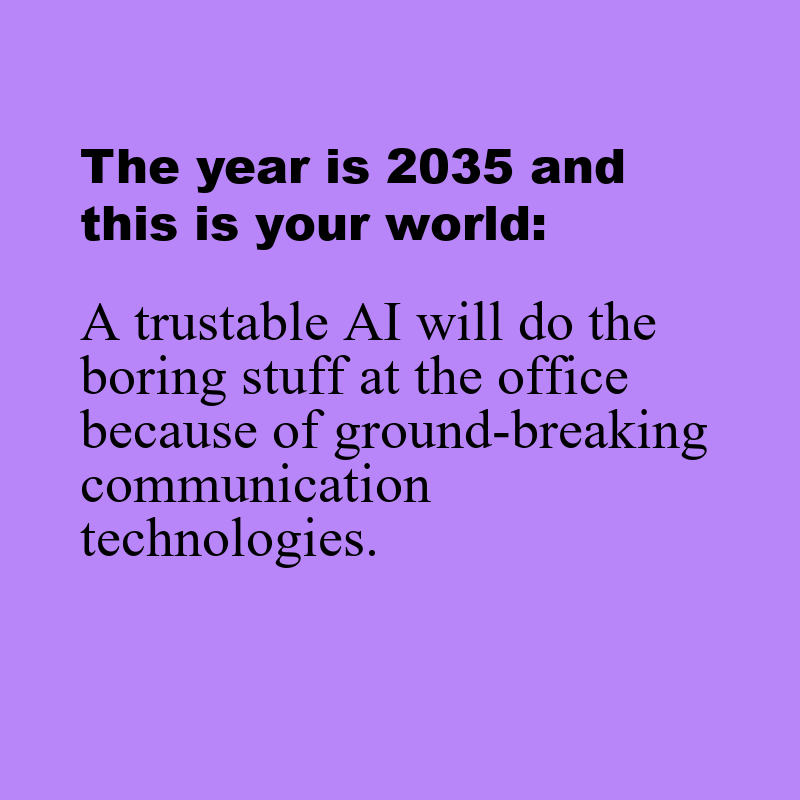 The year is 2035 and
this is your world:
A trustable AI will do the
boring stuff at the office
because of ground-breaking
communication
technologies.